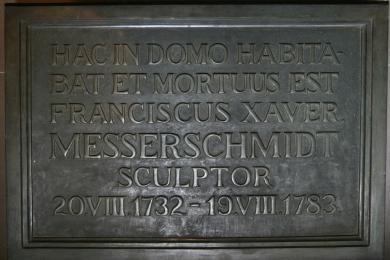 HAC IN DOMO HABITA-
BAT ET MORTUUS EST
FRANCISCUS XAVER
MESSERSCHMIDT
SCULPTOR
20 VIII 1732 - 19 VIII. 1783.